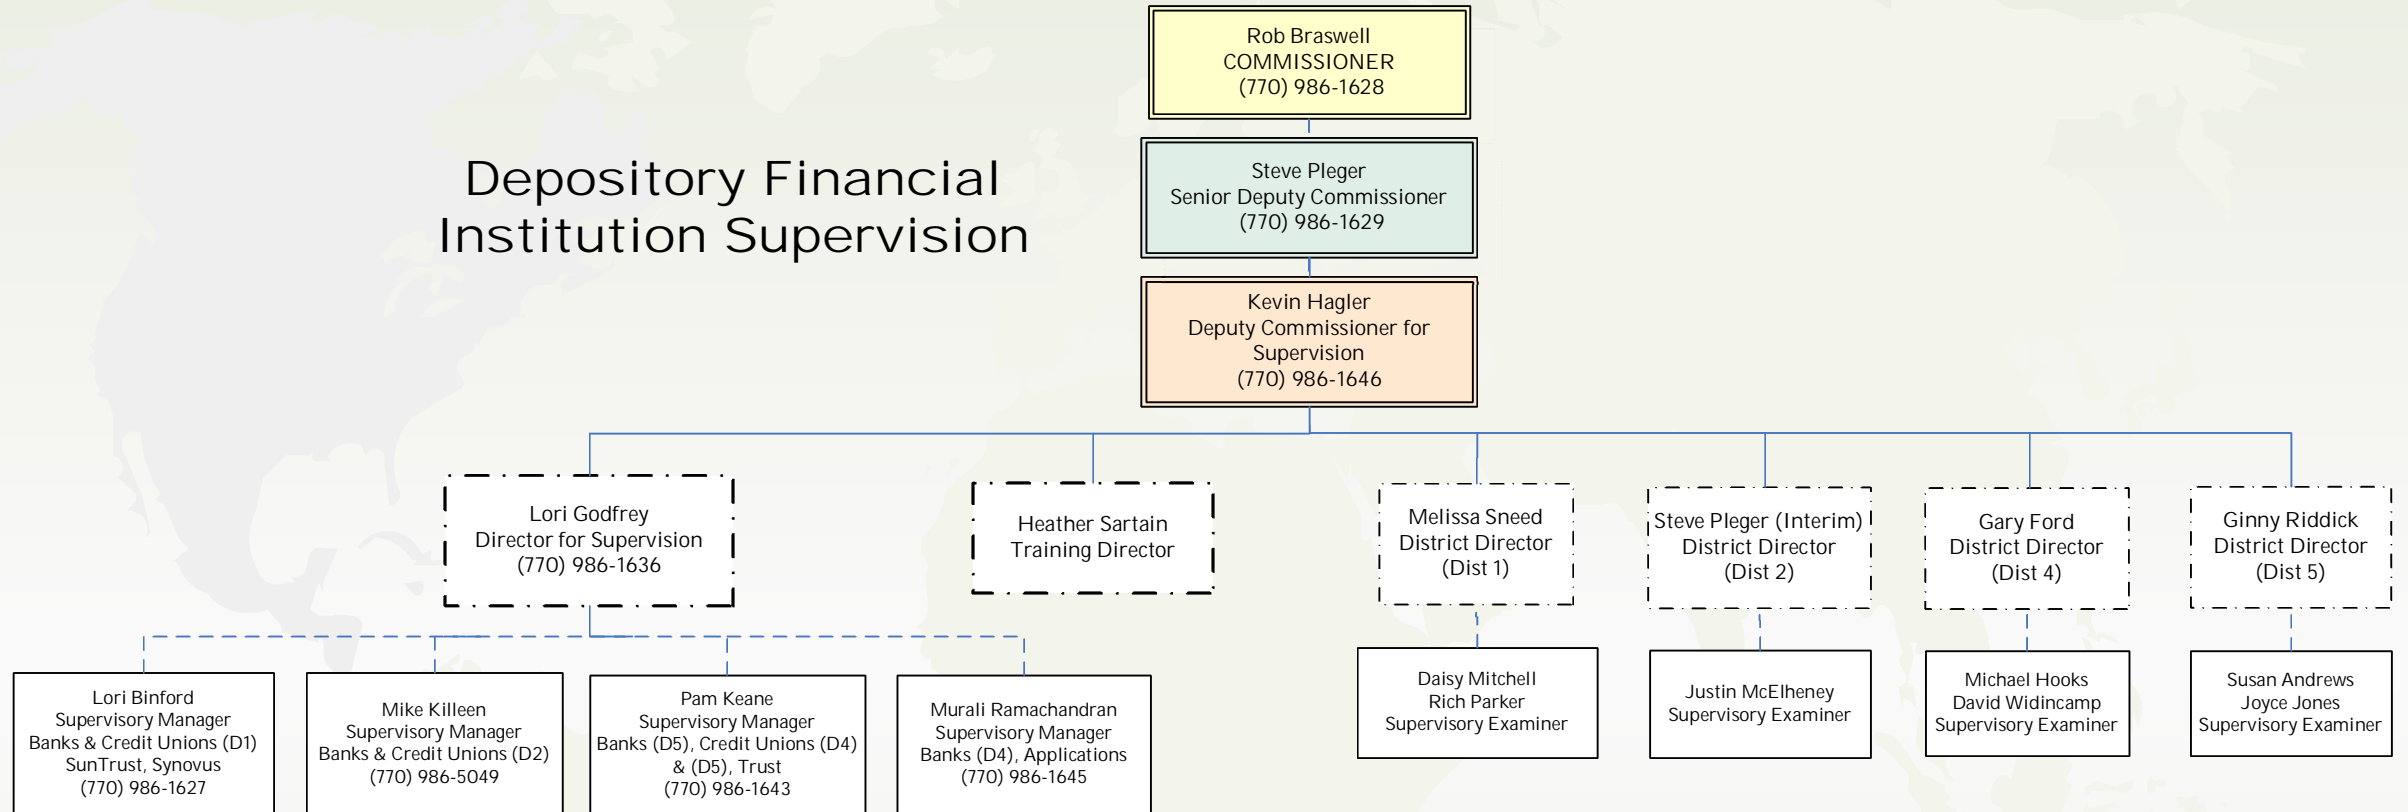 Rob Braswell
COMMISSIONER
(770) 986-1628
Depository Financial
Institution Supervision
Steve Pleger
Senior Deputy Commissioner
(770) 986-1629
Kevin Hagler
Deputy Commissioner for
Supervision
(770) 986-1646
Lori Godfrey
Director for Supervision
(770) 986-1636
Heather Sartain
Training Director
Melissa Sneed
District Director
(Dist 1)
Steve Pleger (Interim)
District Director
(Dist 2)
Gary Ford
District Director
(Dist 4)
Ginny Riddick
District Director
(Dist 5)
Lori Binford
Supervisory Manager
Banks & Credit Unions (D1)
SunTrust, Synovus
(770) 986-1627
Mike Killeen
Supervisory Manager
Banks & Credit Unions (D2)
(770) 986-5049
Pam Keane
Supervisory Manager
Banks (D5), Credit Unions (D4)
& (D5), Trust
(770) 986-1643
Murali Ramachandran
Supervisory Manager
Banks (D4), Applications
(770) 986-1645
Daisy Mitchell
Rich Parker
Supervisory Examiner
Justin McElheney
Supervisory Examiner
Michael Hooks
David Widincamp
Supervisory Examiner
Susan Andrews
Joyce Jones
Supervisory Examiner